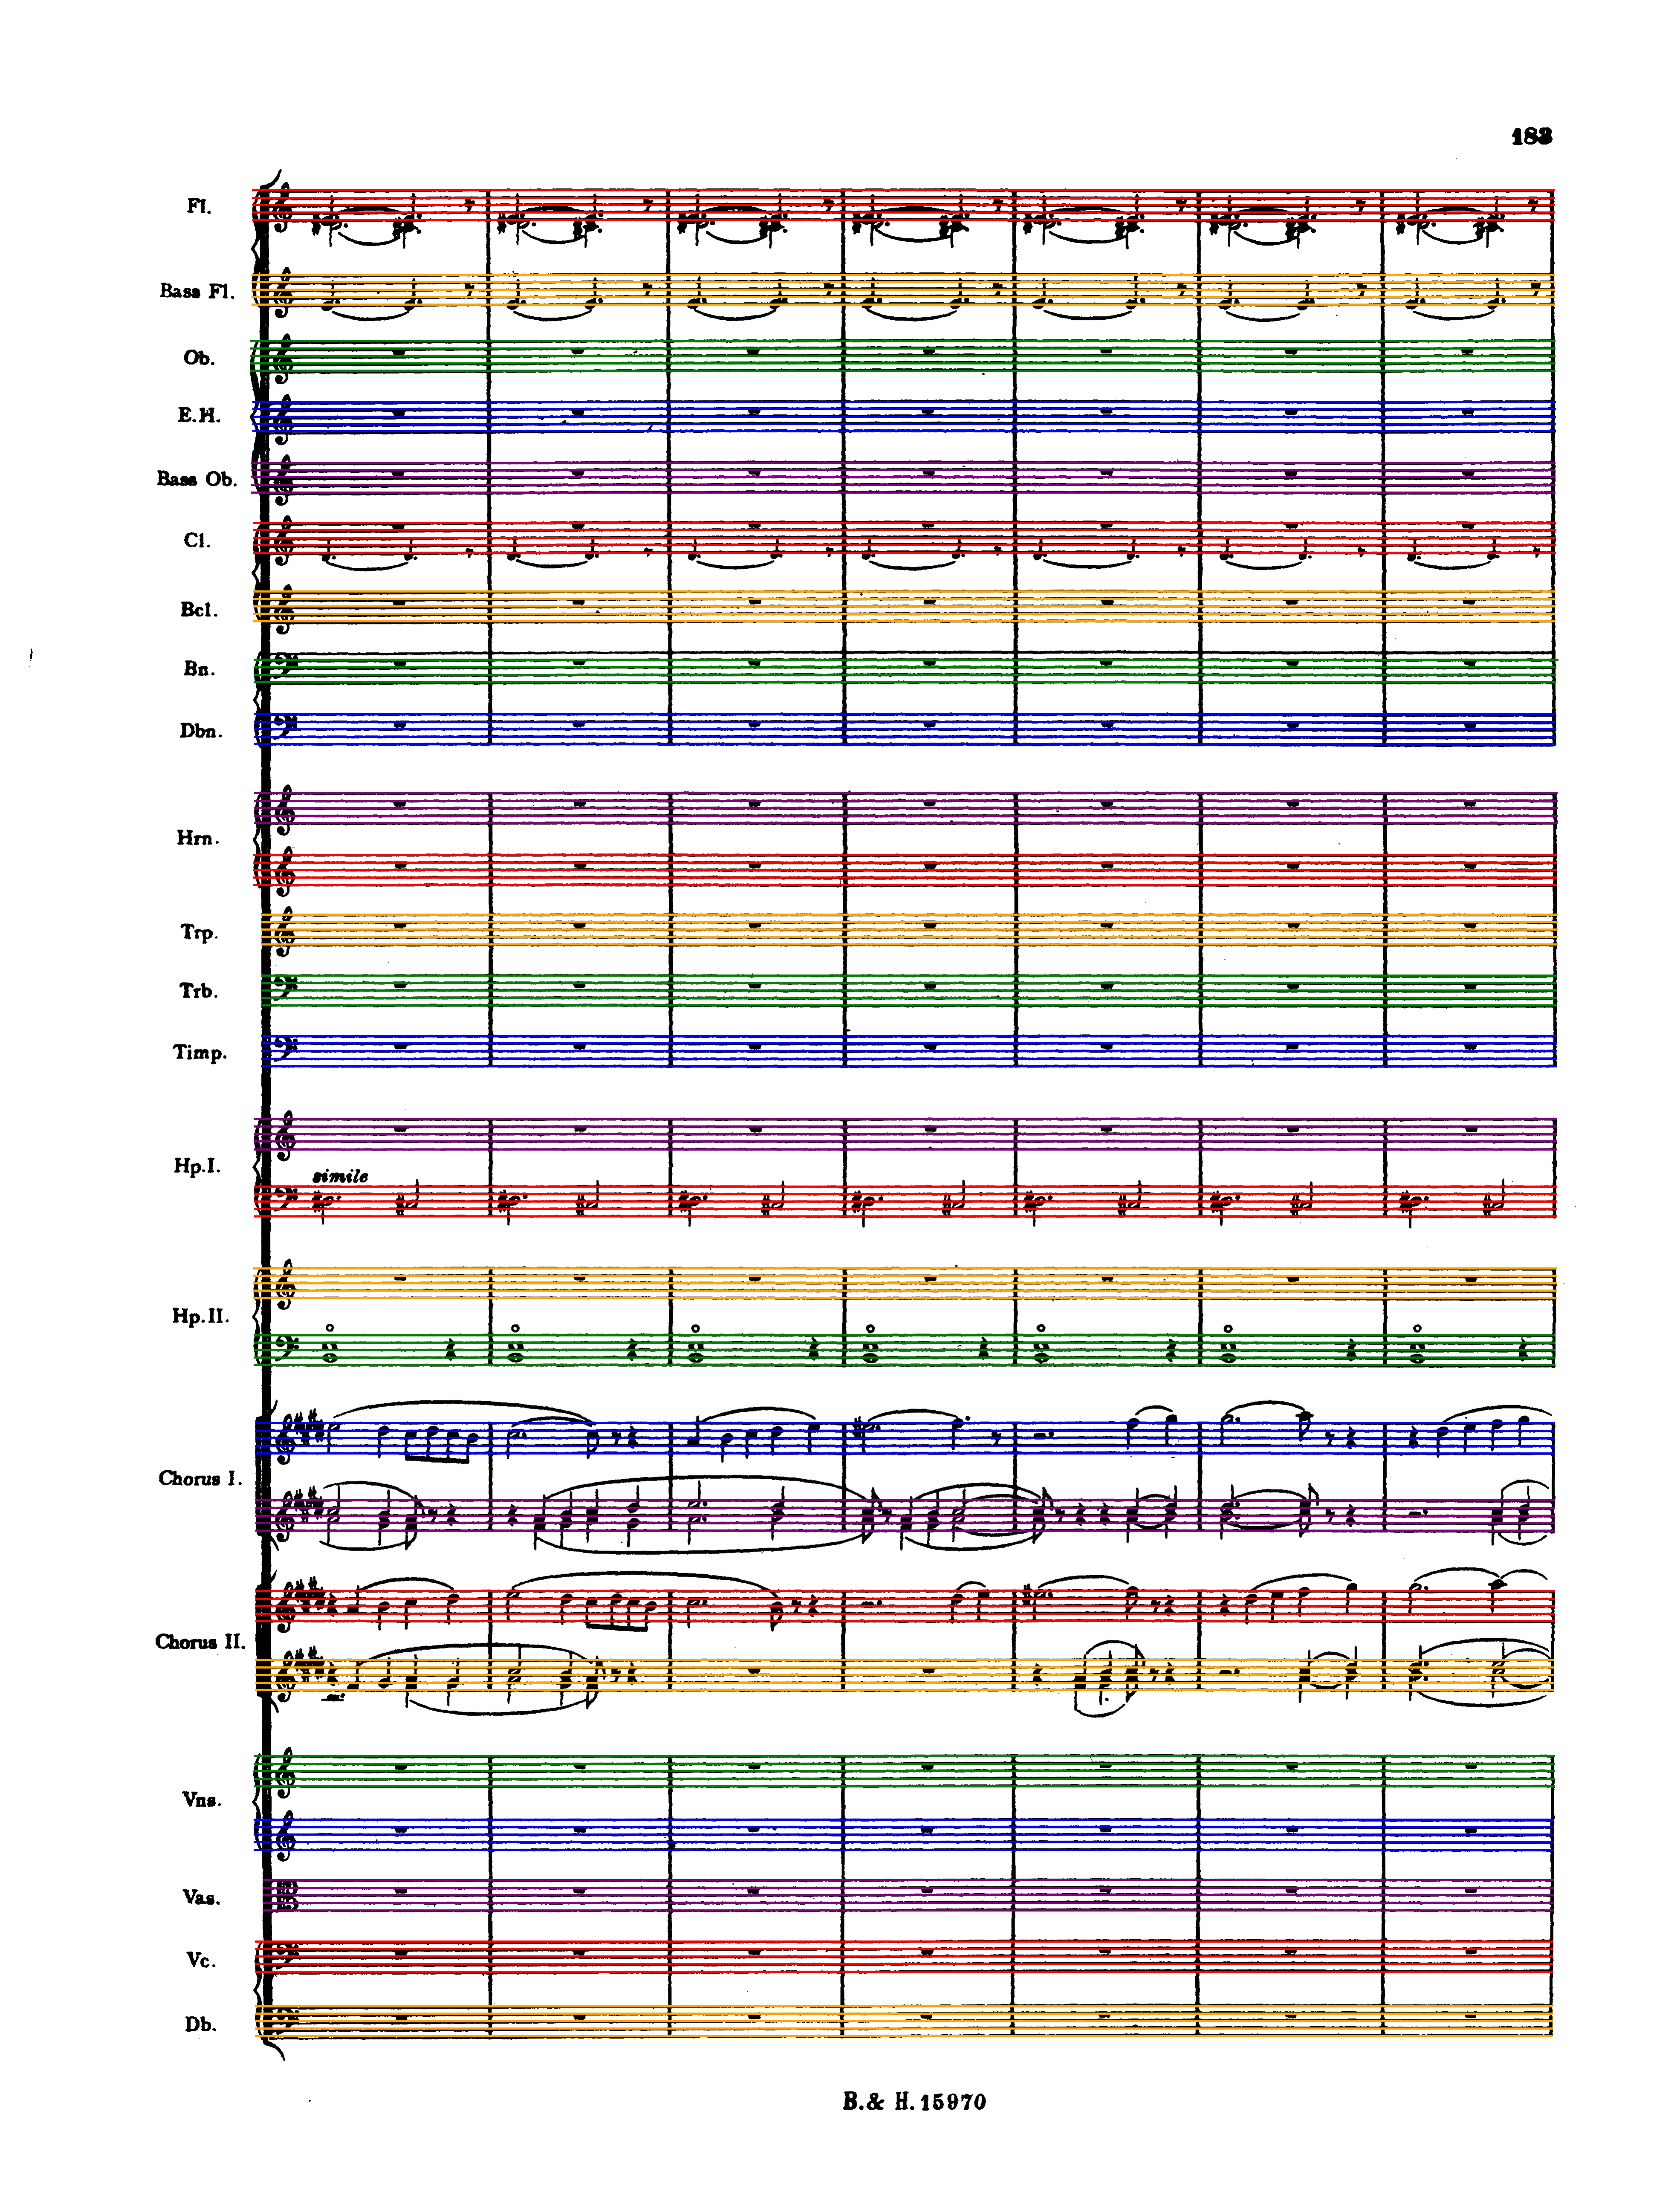 183
Fl.
Bass Fl.
Ob.
E.H.
Bass Ob.
Cl.
Bcl.
Bn.
Dbn.
Hrn.
Trp.
Trb.
Timp.
Hp.I.
simile
Hp.II.
Chorus I.
Chorus II.
Vns.
Vas.
Vc.
Db.
B.& H. 15970